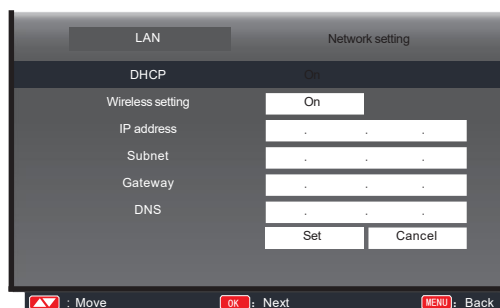 LAN Network setting
DHCP On
Wireless setting On
IP address . . .
Subnet . . .
Gateway . . .
DNS . . .
Set Cancel
: Move OK : Next MENU : Back